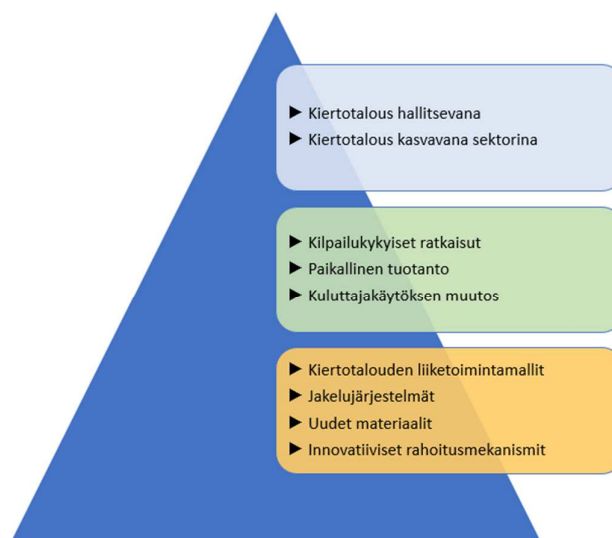 ► Kiertotalous hallitsevana
► Kiertotalous kasvavana sektorina
► Kilpailukykyiset ratkaisut
► Paikallinen tuotanto
► Kuluttajakäytöksen muutos
► Kiertotalouden liiketoimintamallit
► Jakelujärjestelmät
► Uudet materiaalit
► Innovatiiviset rahoitusmekanismit